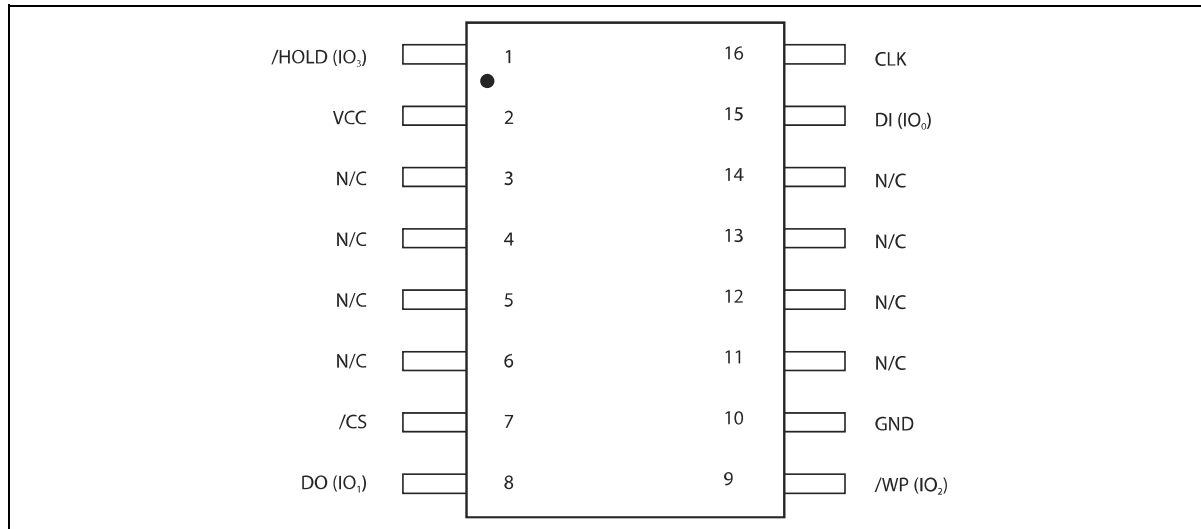 /HOLD (IO₃) 1 16 CLK
VCC 2 15 DI (IO₀)
N/C 3 14 N/C
N/C 4 13 N/C
N/C 5 12 N/C
N/C 6 11 N/C
/CS 7 10 GND
DO (IO₁) 8 9 /WP (IO₂)